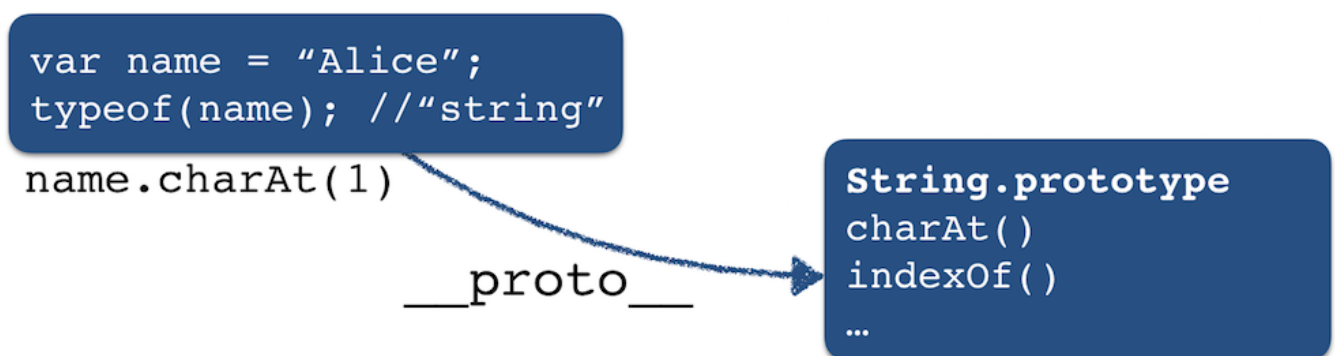 var name = “Alice”;
typeof(name); //“string”
name.charAt(1)
__proto__
String.prototype
charAt()
indexOf()
…